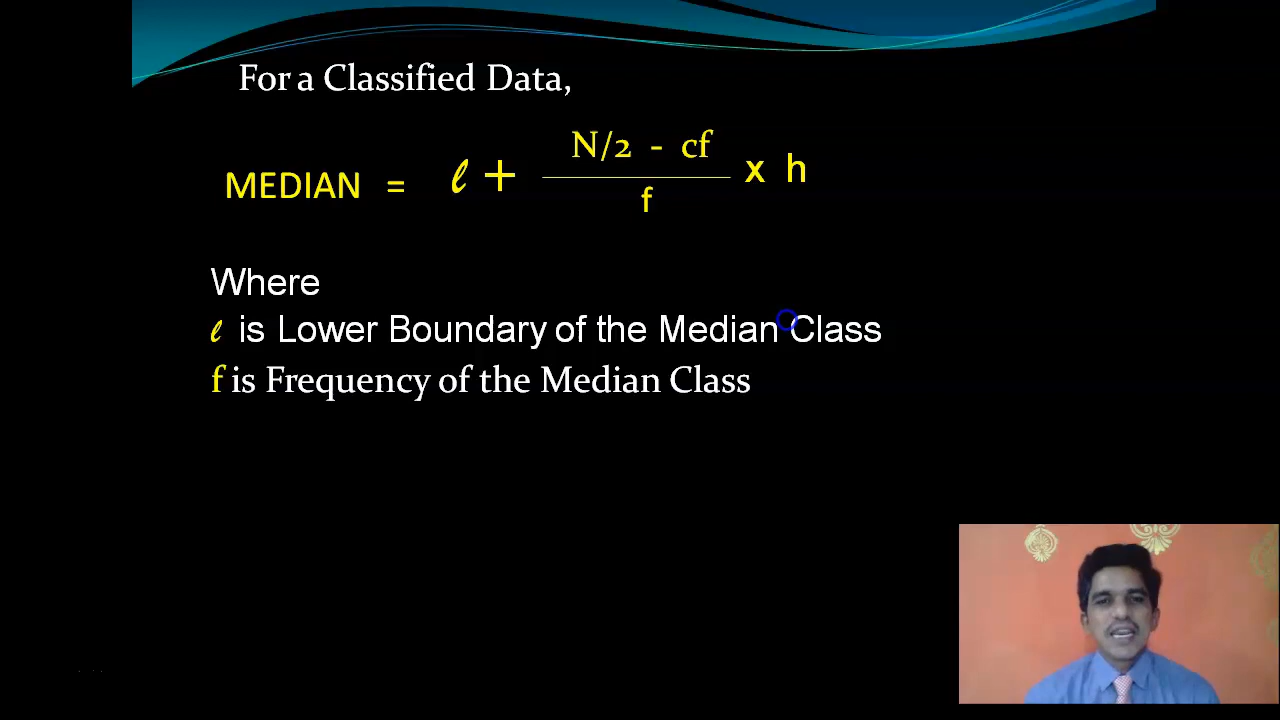 For a Classified Data,
MEDIAN = ℓ + N/2 - cf x h
f
Where
ℓ is Lower Boundary of the Median Class
f is Frequency of the Median Class